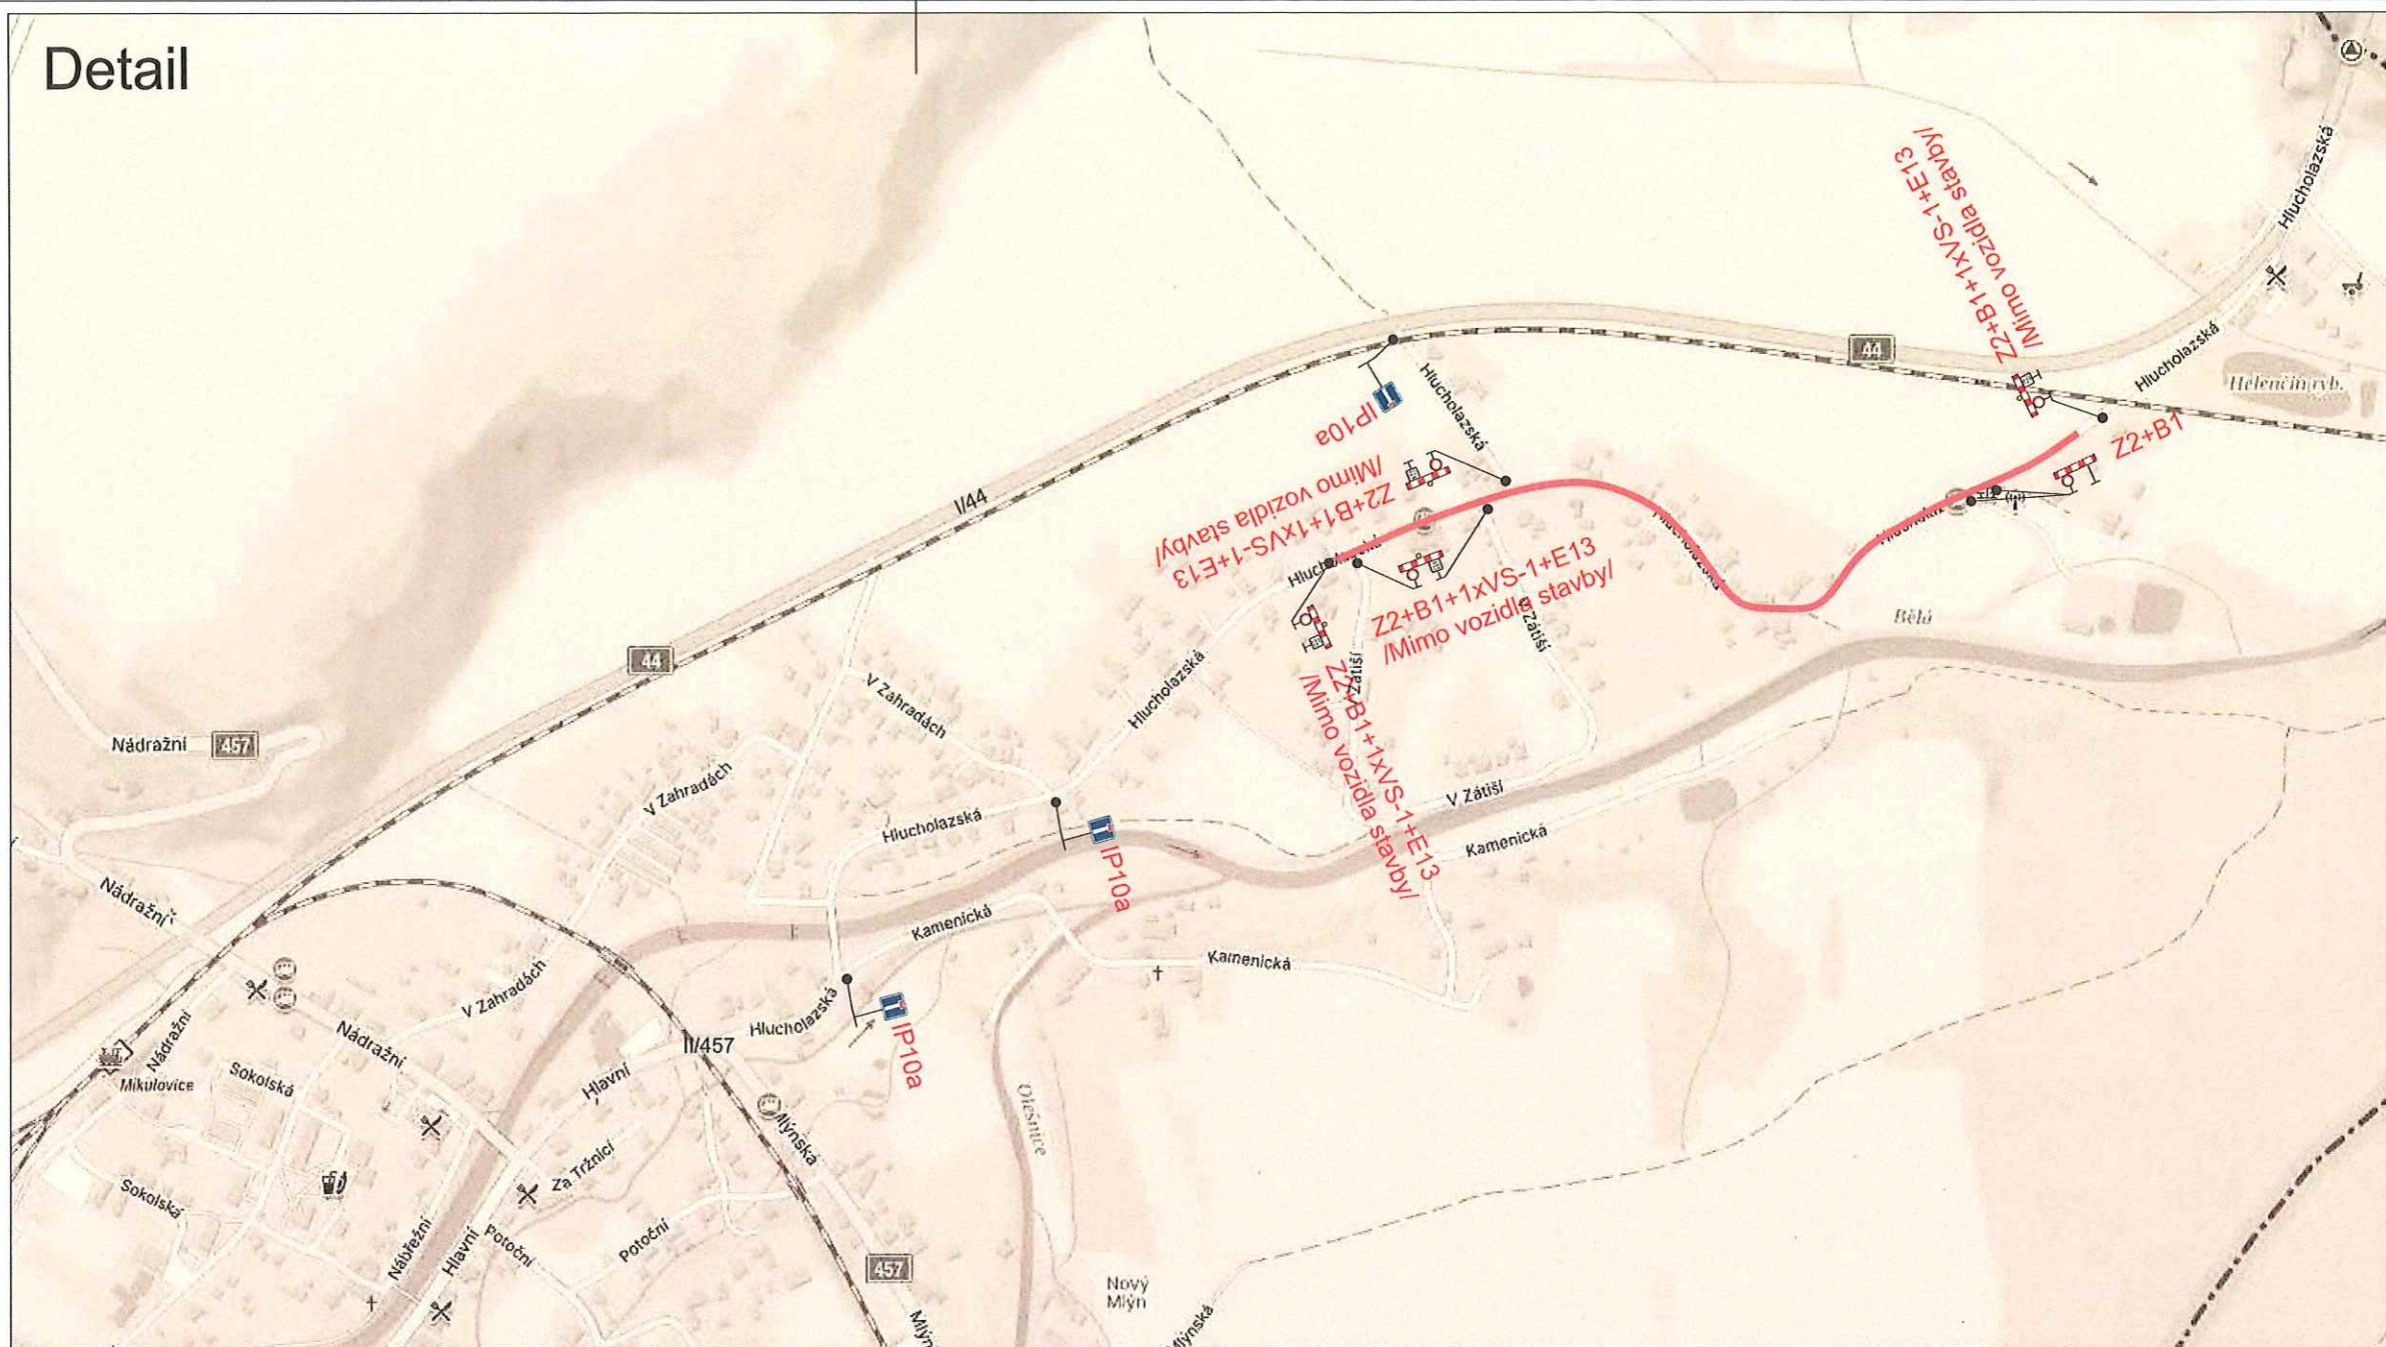 Detail
Hlucholazská
Z2+B1+1xVS-1+E13
/Mimo vozidla stavby/
44
Hlucholazská
Helenčin ryb.
Hlucholazská
IP10a
Z2+B1
I/44
Z2+B1+1xVS-1+E13
/Mimo vozidla stavby/
Hlucholazská
Z2+B1+1xVS-1+E13
/Mimo vozidla stavby/
V Zátiší
Bělá
44
Hlucholazská
Zátiší
Z2+B1+1xVS-1+E13
/Mimo vozidla stavby/
V Zahradách
Nádražní
457
V Zahradách
V Zátiší
Hlucholazská
Kamenická
IP10a
Nádražní
Kamenická
Kamenická
V Zahradách
Hlucholazská
IP10a
Nádražní
Nádražní
II/457
Mikulovice
Sokolská
Hlavní
Olešnice
Mlýnská
Za Tržnicí
Sokolská
Nábřežní
Hlavní
Potoční
Potoční
457
Nový
Mlýn
Mlýnská